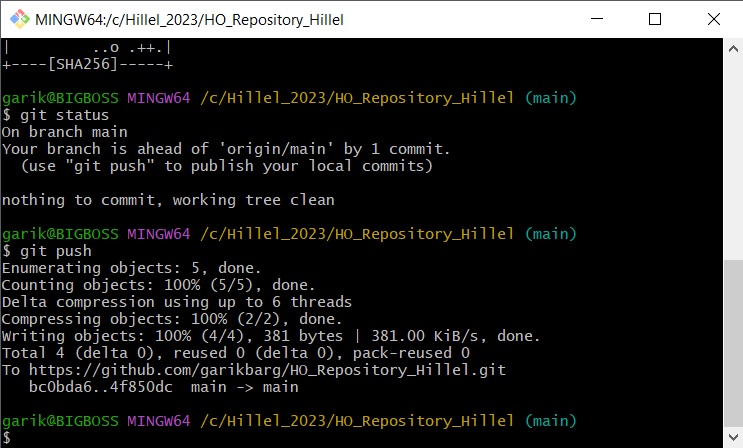 MINGW64:/c/Hillel_2023/HO_Repository_Hillel
|         ..o .++.|
+----[SHA256]-----+
garik@BIGBOSS MINGW64 /c/Hillel_2023/HO_Repository_Hillel (main)
$ git status
On branch main
Your branch is ahead of 'origin/main' by 1 commit.
  (use "git push" to publish your local commits)
nothing to commit, working tree clean
garik@BIGBOSS MINGW64 /c/Hillel_2023/HO_Repository_Hillel (main)
$ git push
Enumerating objects: 5, done.
Counting objects: 100% (5/5), done.
Delta compression using up to 6 threads
Compressing objects: 100% (2/2), done.
Writing objects: 100% (4/4), 381 bytes | 381.00 KiB/s, done.
Total 4 (delta 0), reused 0 (delta 0), pack-reused 0
To https://github.com/garikbarg/HO_Repository_Hillel.git
   bc0bda6..4f850dc  main -> main
garik@BIGBOSS MINGW64 /c/Hillel_2023/HO_Repository_Hillel (main)
$